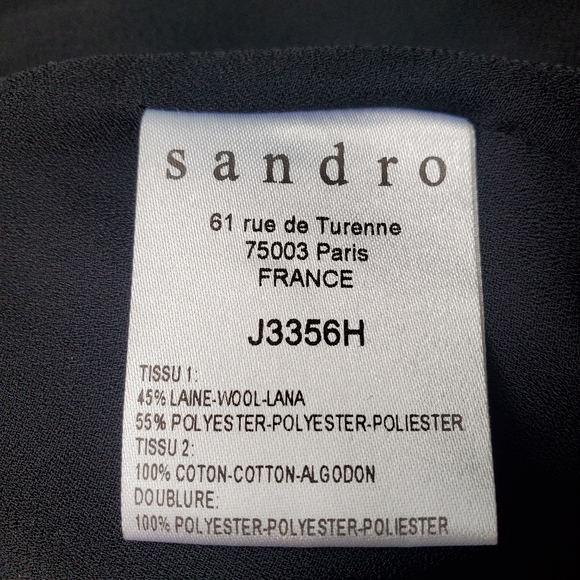 sandro
61 rue de Turenne
75003 Paris
FRANCE
J3356H
TISSU 1:
45% LAINE-WOOL-LANA
55% POLYESTER-POLYESTER-POLIESTER
TISSU 2:
100% COTON-COTTON-ALGODON
DOUBLURE:
100% POLYESTER-POLYESTER-POLIESTER